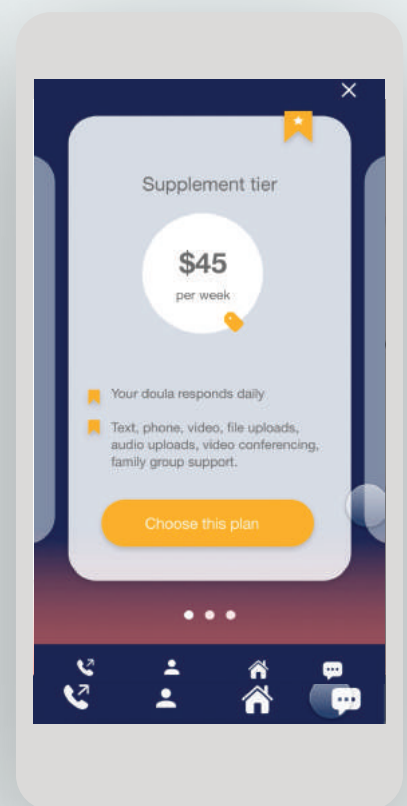 Supplement tier
$45
per week
Your doula responds daily
Text, phone, video, file uploads,
audio uploads, video conferencing,
family group support.
Choose this plan